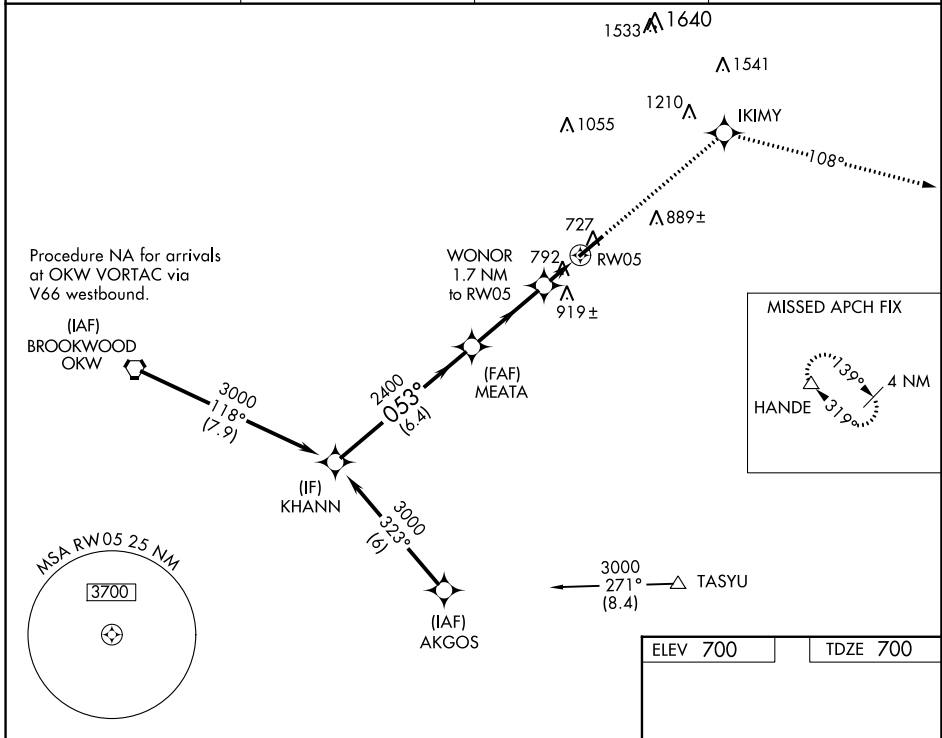 1533
1640
1541
1210
1055
IKIMY
108°
889±
727
792
WONOR
1.7 NM
to RW05
RW05
919±
Procedure NA for arrivals
at OKW VORTAC via
V66 westbound.
(IAF)
BROOKWOOD
OKW
3000
118°
(7.9)
2400
053°
(6.4)
(FAF)
MEATA
MISSED APCH FIX
139°
4 NM
HANDE
319°
(IF)
KHANN
3000
323°
(6)
(IAF)
AKGOS
3000
271°
(8.4)
TASYU
MSA RW05 25 NM
3700
ELEV 700
TDZE 700